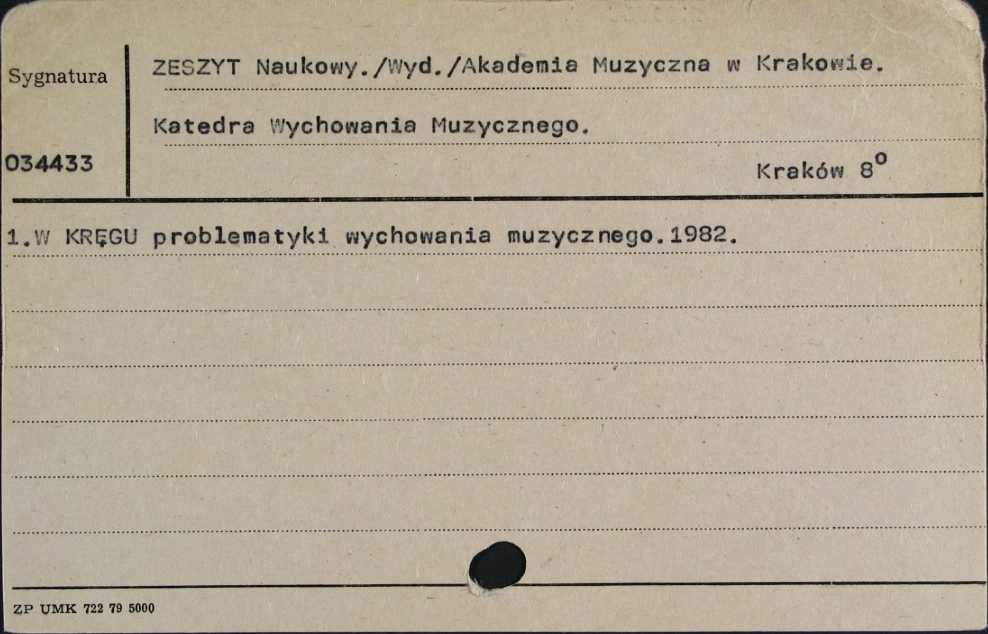 Sygnatura
ZESZYT Naukowy./Wyd./Akademia Muzyczna w Krakowie.
Katedra Wychowania Muzycznego.
034433
Kraków 8º
1.W KRĘGU problematyki wychowania muzycznego.1982.
ZP UMK 722 79 5000